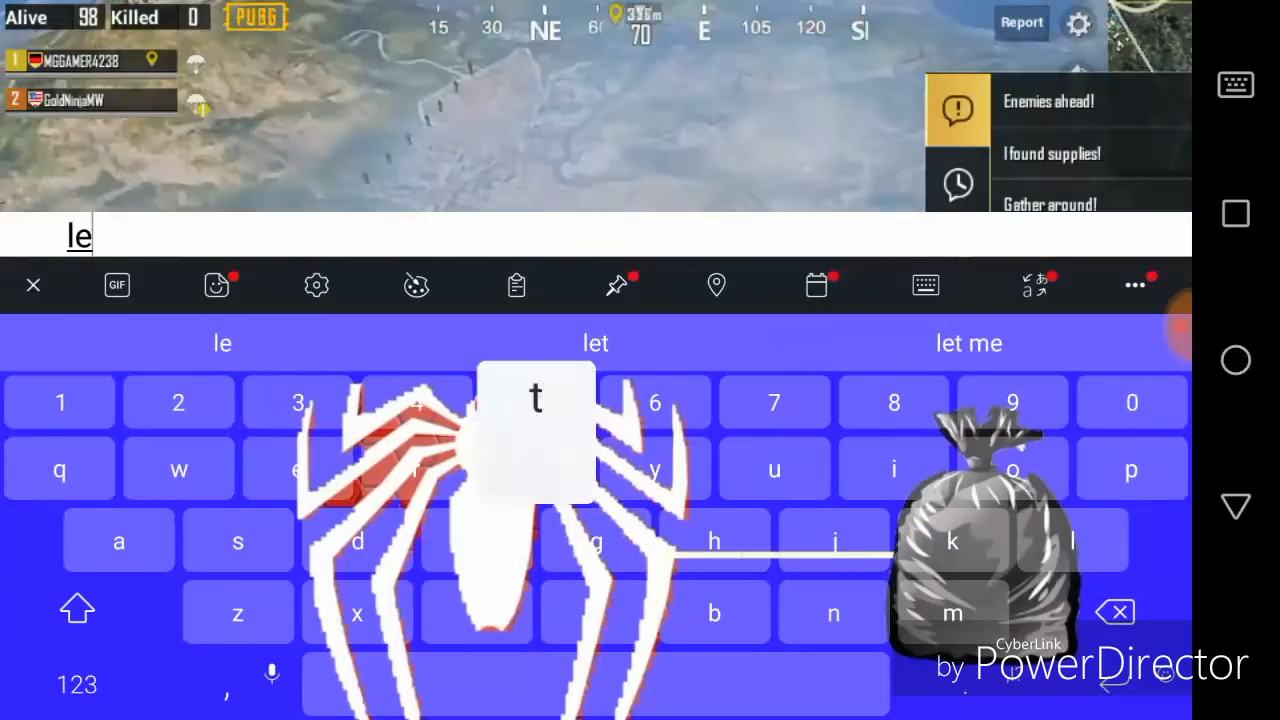 Alive 98 Killed 0 PUBG
15 30 NE 60 E 105 120
70
Report
1 MGGAMER4238
2 GoldNinjaMW
Enemies ahead!
I found supplies!
Gather around!
le
GIF
le let let me
1 2 3 4 6 7 8 9 0
q w e r t y u i o p
a s d g h j k l
z x b n m
123 ,
CyberLink
by PowerDirector